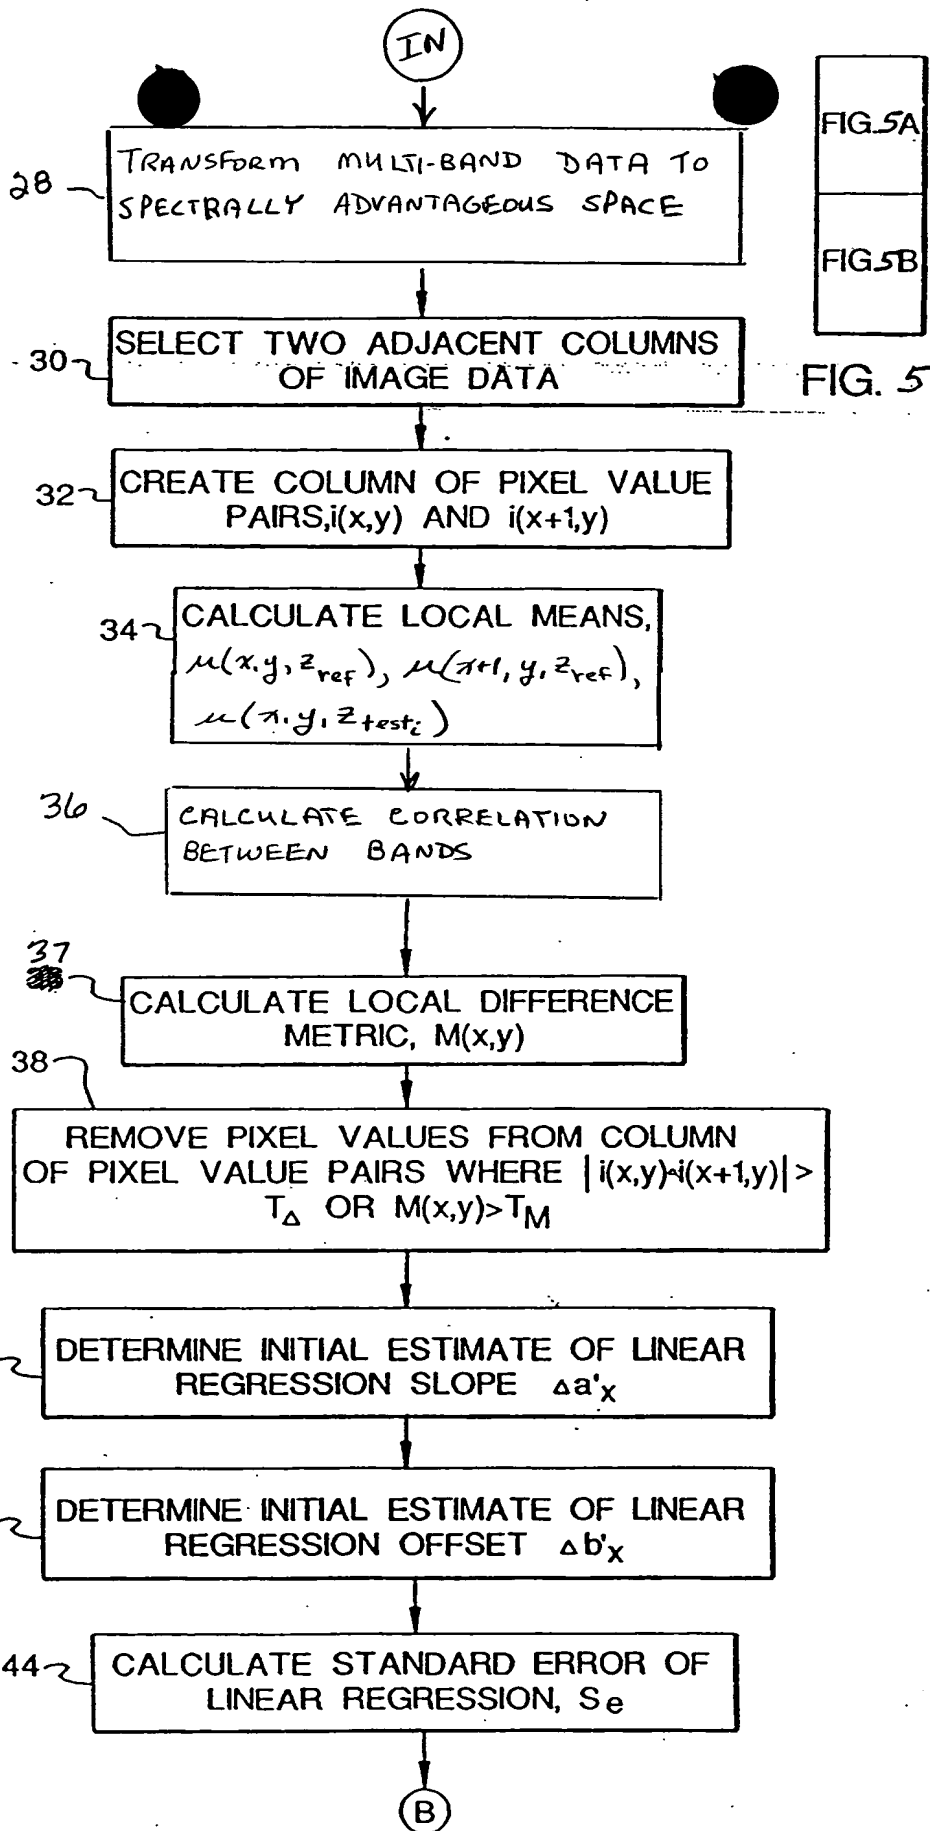 IN
28
TRANSFORM MULTI-BAND DATA TO
SPECTRALLY ADVANTAGEOUS SPACE
FIG.5A
FIG.5B
FIG. 5
30
SELECT TWO ADJACENT COLUMNS
OF IMAGE DATA
32
CREATE COLUMN OF PIXEL VALUE
PAIRS,i(x,y) AND i(x+1,y)
34
CALCULATE LOCAL MEANS,
μ(x,y,z_ref), μ(x+1,y,z_ref),
μ(x,y,z_test_i)
36
CALCULATE CORRELATION
BETWEEN BANDS
37
CALCULATE LOCAL DIFFERENCE
METRIC, M(x,y)
38
REMOVE PIXEL VALUES FROM COLUMN
OF PIXEL VALUE PAIRS WHERE |i(x,y)-i(x+1,y)|>
T_Δ OR M(x,y)>T_M
DETERMINE INITIAL ESTIMATE OF LINEAR
REGRESSION SLOPE Δa'_x
DETERMINE INITIAL ESTIMATE OF LINEAR
REGRESSION OFFSET Δb'_x
44
CALCULATE STANDARD ERROR OF
LINEAR REGRESSION, S_e
B